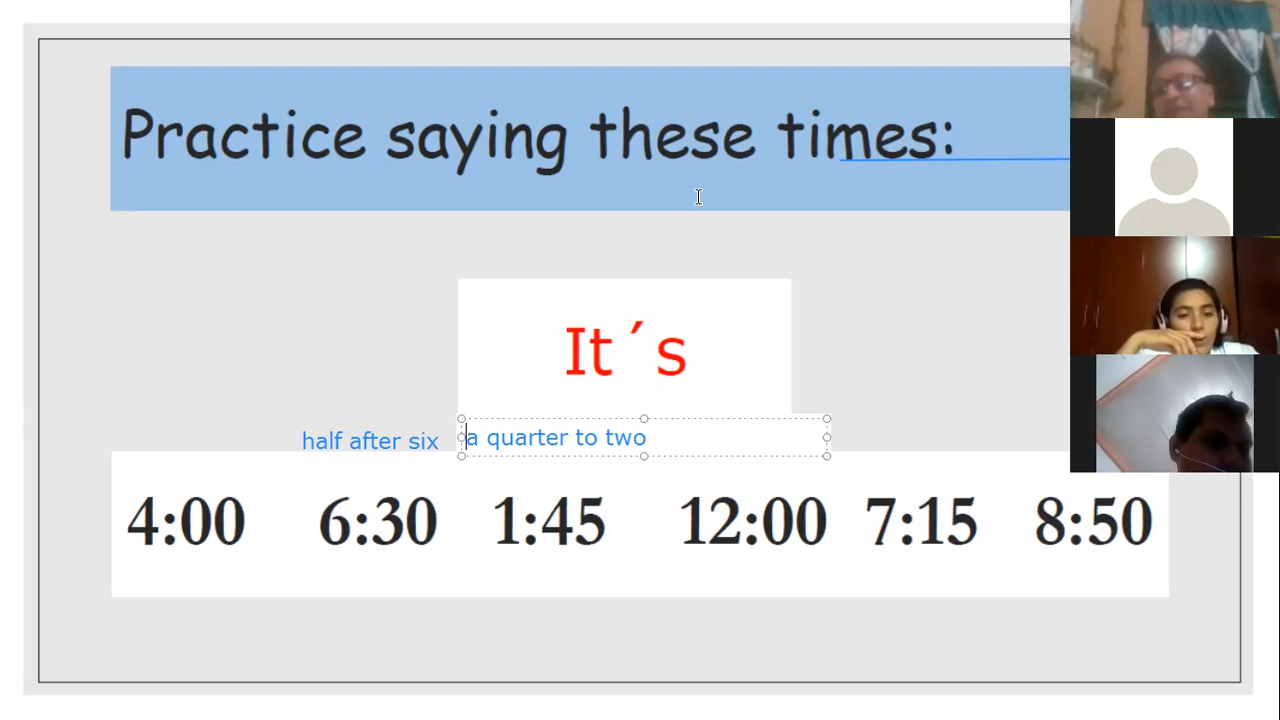 Practice saying these times:
It´s
half after six a quarter to two
4:00 6:30 1:45 12:00 7:15 8:50